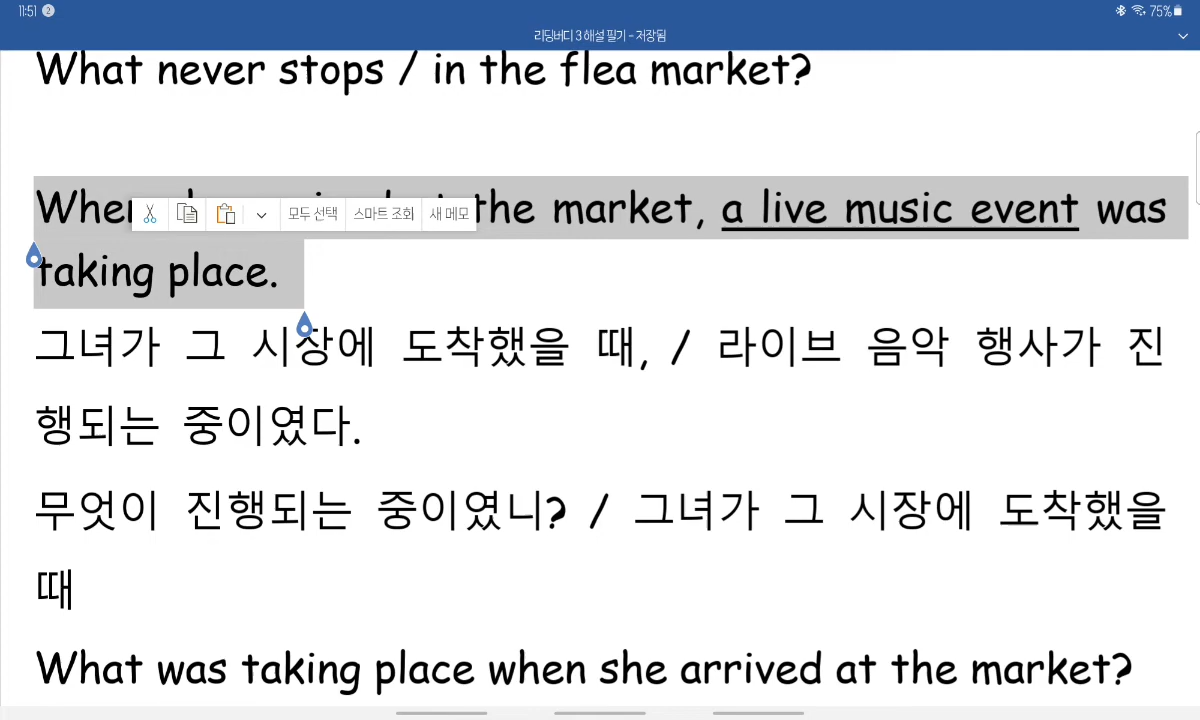 11:51 2 75%
리딩버디 3 해설 필기 - 저장됨
What never stops / in the flea market?
the market, a live music event was
모두 선택 스마트 조회 새 메모
taking place.
그녀가 그 시장에 도착했을 때, / 라이브 음악 행사가 진
행되는 중이였다.
무엇이 진행되는 중이였니? / 그녀가 그 시장에 도착했을
때
What was taking place when she arrived at the market?